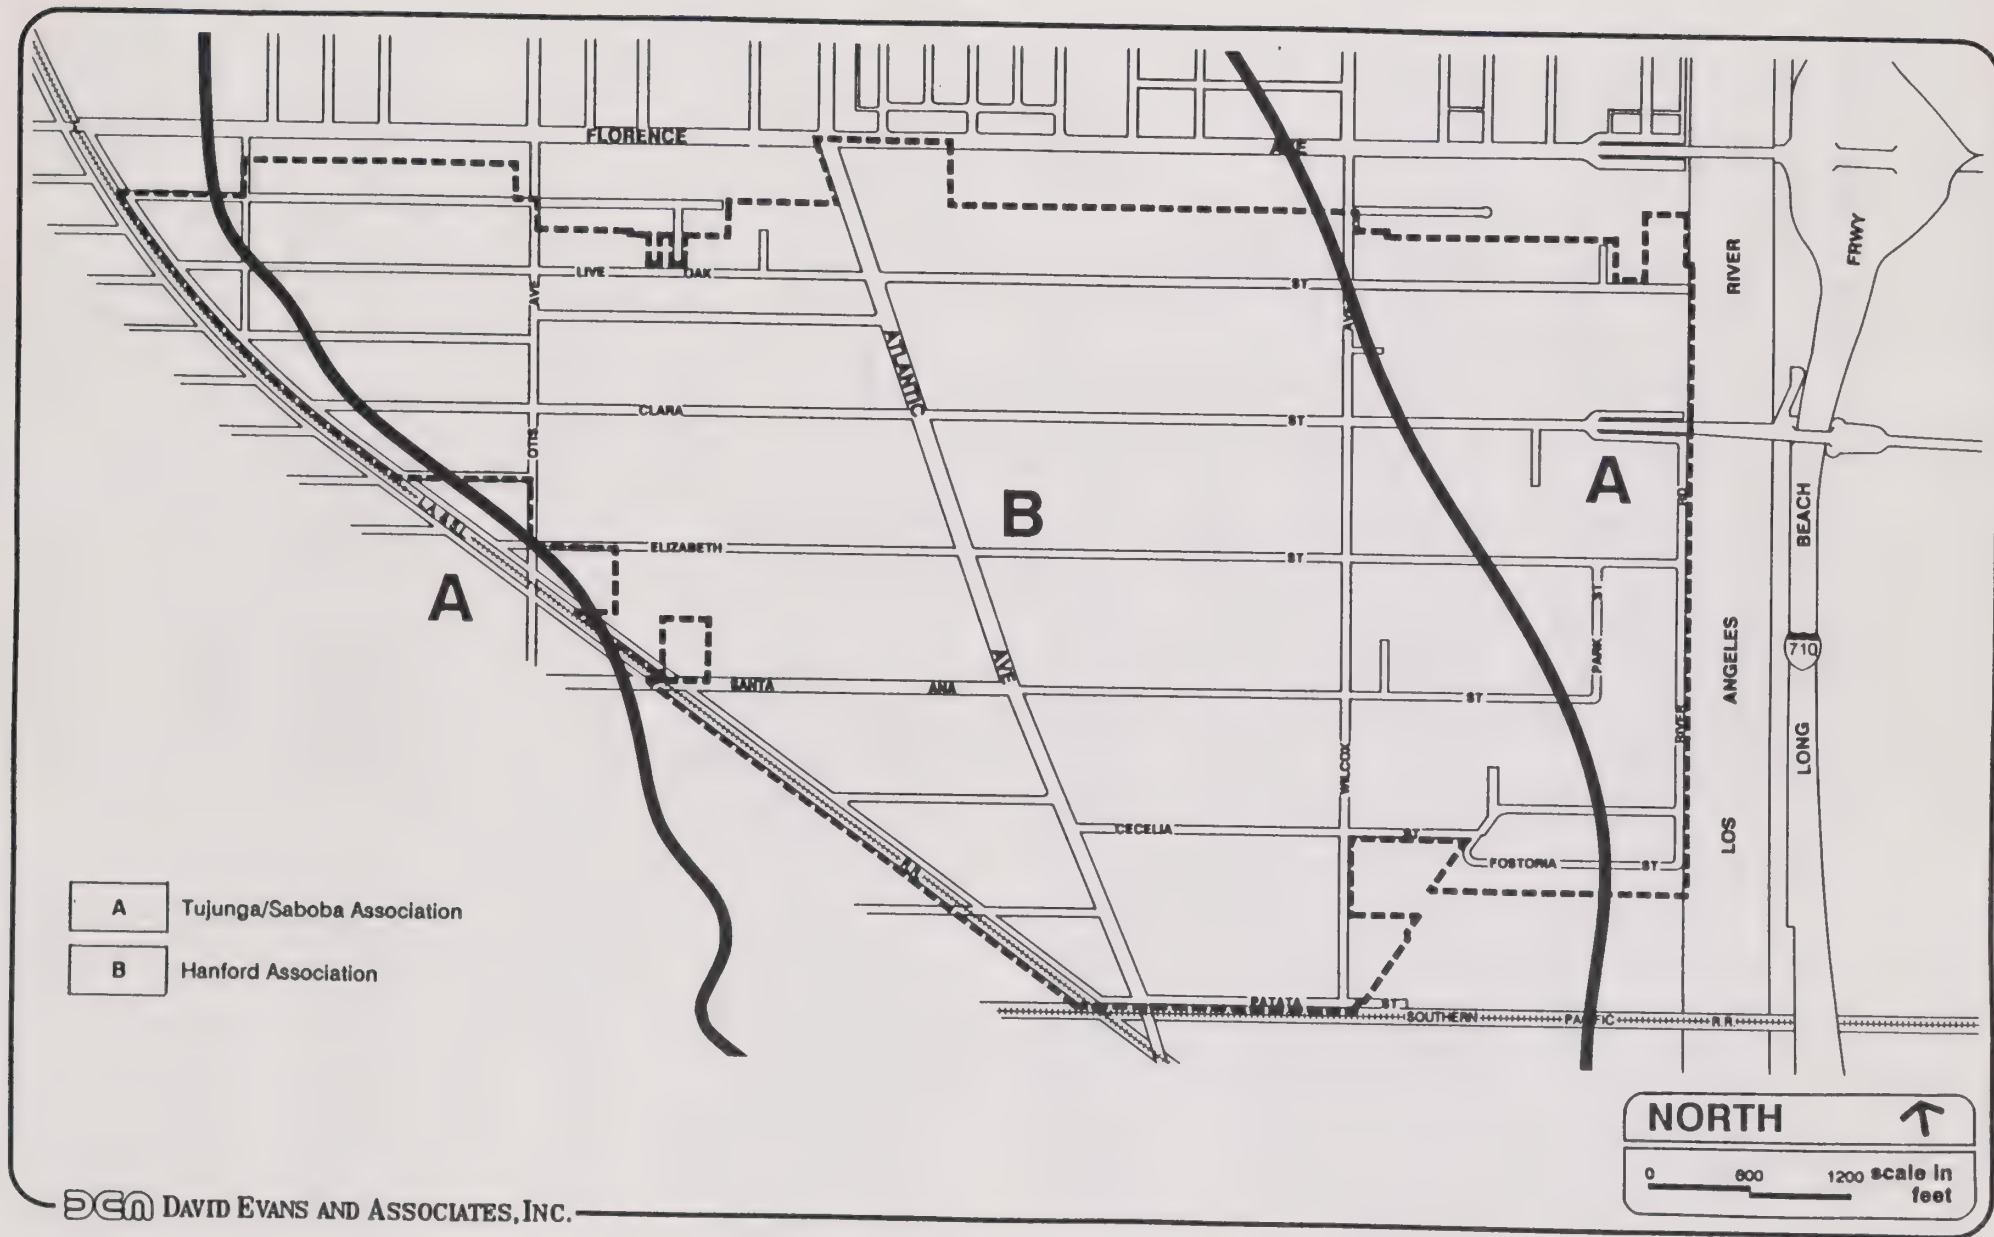 FLORENCE AVE
RIVER
FRWY
LIVE OAK ST
AVE
ATLANTIC
CLARA ST
OTIS
A
B
RD
BEACH
ELIZABETH ST
A
ST
PARK
710
ANGELES
AVE
SANTA ANA ST
RIVER
WILCOX
LONG
LOS
CECELIA ST
FOSTORIA ST
PATATA ST
SOUTHERN PACIFIC R.R.
A Tujunga/Saboba Association
B Hanford Association
NORTH
0 600 1200 scale in
feet
DEA DAVID EVANS AND ASSOCIATES, INC.